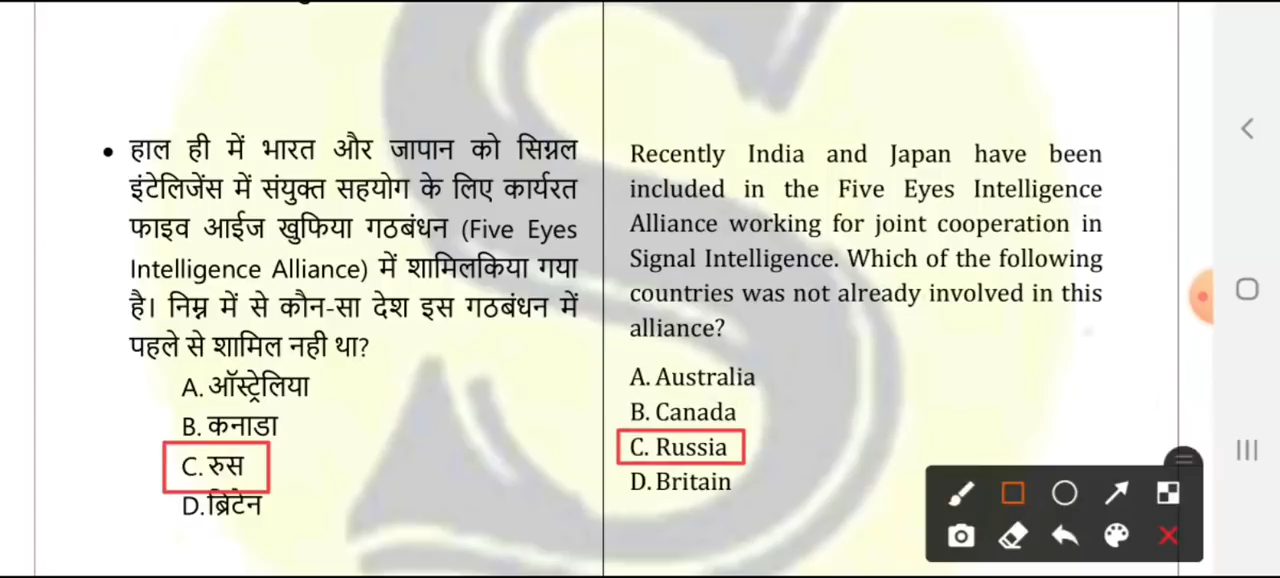 • हाल ही में भारत और जापान को सिग्नल
इंटेलिजेंस में संयुक्त सहयोग के लिए कार्यरत
फाइव आईज खुफिया गठबंधन (Five Eyes
Intelligence Alliance) में शामिलकिया गया
है। निम्न में से कौन-सा देश इस गठबंधन में
पहले से शामिल नही था?
A. ऑस्ट्रेलिया
B. कनाडा
C. रुस
D. ब्रिटेन
Recently India and Japan have been
included in the Five Eyes Intelligence
Alliance working for joint cooperation in
Signal Intelligence. Which of the following
countries was not already involved in this
alliance?
A. Australia
B. Canada
C. Russia
D. Britain